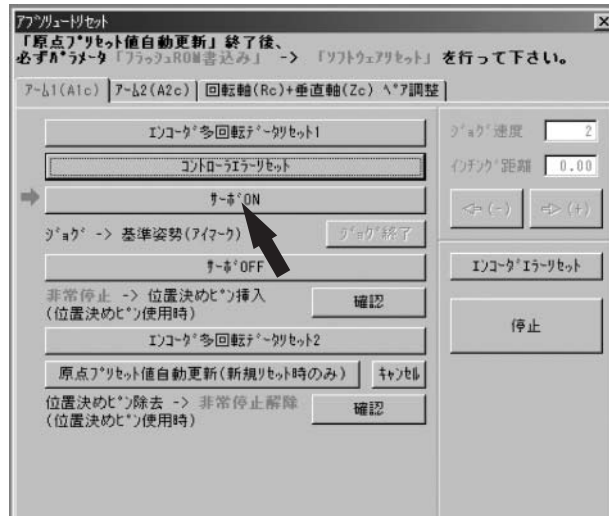 ｱﾌﾞｿﾘｭｰﾄﾘｾｯﾄ
「原点ﾌﾟﾘｾｯﾄ値自動更新」終了後、
必ずﾊﾟﾗﾒｰﾀ「ﾌﾗｯｼｭROM書込み」 -> 「ｿﾌﾄｳｪｱﾘｾｯﾄ」を行って下さい。
ｱｰﾑ1(A1c) ｱｰﾑ2(A2c) 回転軸(Rc)+垂直軸(Zc) ﾍﾟｱ調整
ｴﾝｺｰﾀﾞ多回転ﾃﾞｰﾀﾘｾｯﾄ1
ｺﾝﾄﾛｰﾗｴﾗｰﾘｾｯﾄ
ｻｰﾎﾞON
ｼﾞｮｸﾞ -> 基準姿勢(ｱｲﾏｰｸ) ｼﾞｮｸﾞ終了
ｻｰﾎﾞOFF
非常停止 -> 位置決めﾋﾟﾝ挿入
(位置決めﾋﾟﾝ使用時)
確認
ｴﾝｺｰﾀﾞ多回転ﾃﾞｰﾀﾘｾｯﾄ2
原点ﾌﾟﾘｾｯﾄ値自動更新(新規ﾘｾｯﾄ時のみ) ｷｬﾝｾﾙ
位置決めﾋﾟﾝ除去 -> 非常停止解除
(位置決めﾋﾟﾝ使用時)
確認
ｼﾞｮｸﾞ速度 2
ｲﾝﾁﾝｸﾞ距離 0.00
(-) (+)
ｴﾝｺｰﾀﾞｴﾗｰﾘｾｯﾄ
停止